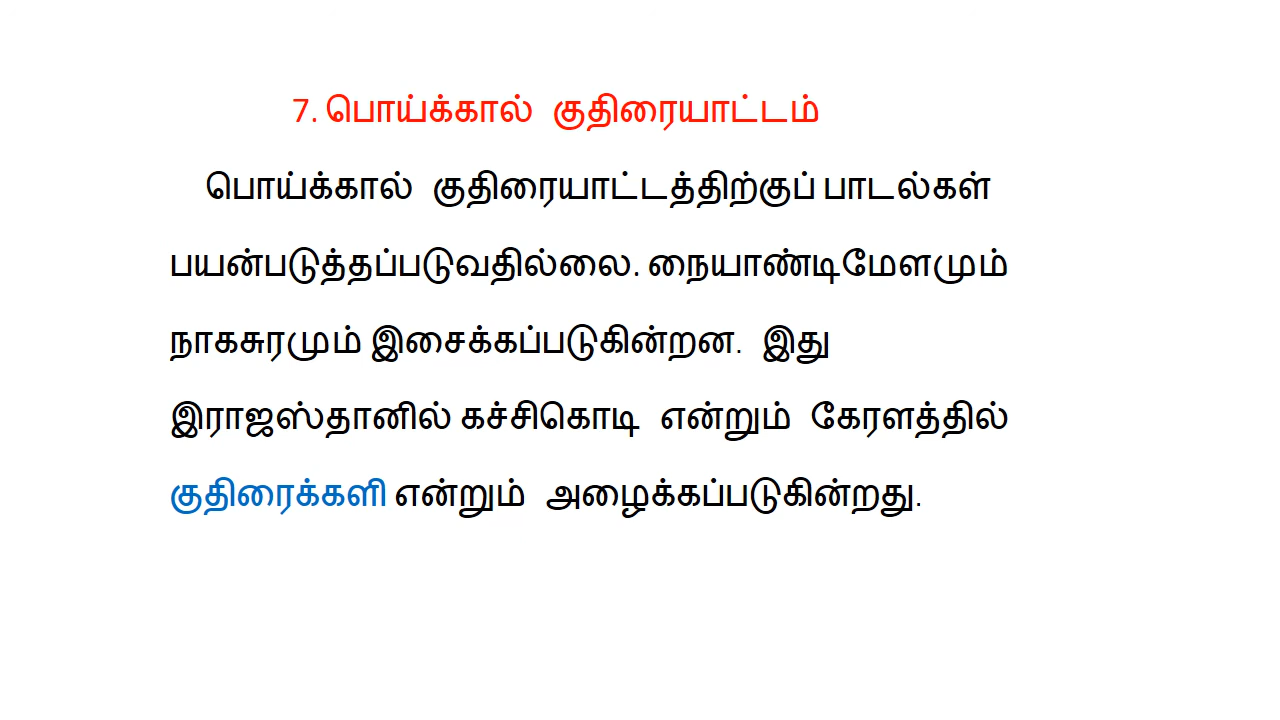 7. பொய்க்கால் குதிரையாட்டம்
பொய்க்கால் குதிரையாட்டத்திற்குப் பாடல்கள்
பயன்படுத்தப்படுவதில்லை. நையாண்டிமேளமும்
நாகசுரமும் இசைக்கப்படுகின்றன. இது
இராஜஸ்தானில் கச்சிகொடி என்றும் கேரளத்தில்
குதிரைக்களி என்றும் அழைக்கப்படுகின்றது.